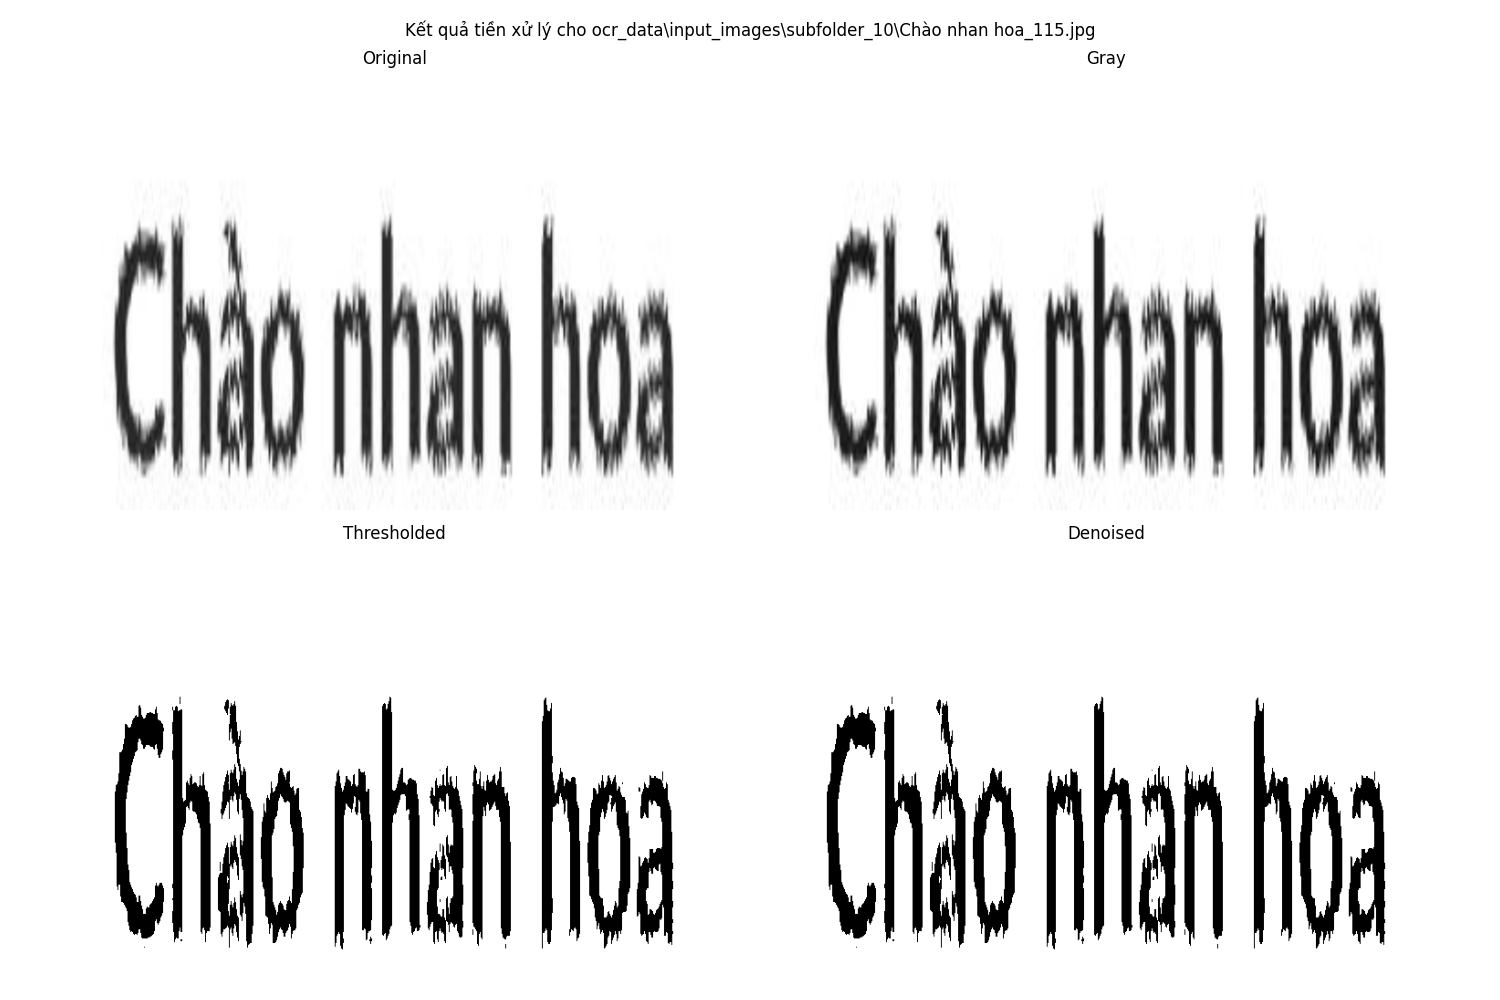 Kết quả tiền xử lý cho ocr_data\input_images\subfolder_10\Chào nhan hoa_115.jpg
Original
Gray
Chào nhan hoa
Chào nhan hoa
Thresholded
Denoised
Chào nhan hoa
Chào nhan hoa